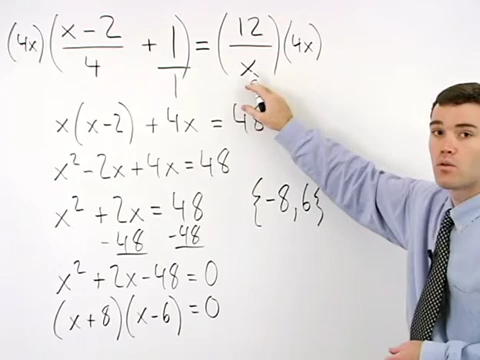 (4x) ( (x - 2)/4 + 1/1 ) = ( 12/x ) (4x)
x(x-2) + 4x = 48
x² - 2x + 4x = 48
x² + 2x = 48
- 48 -48
{-8, 6}
x² + 2x - 48 = 0
(x+8)(x-6) = 0